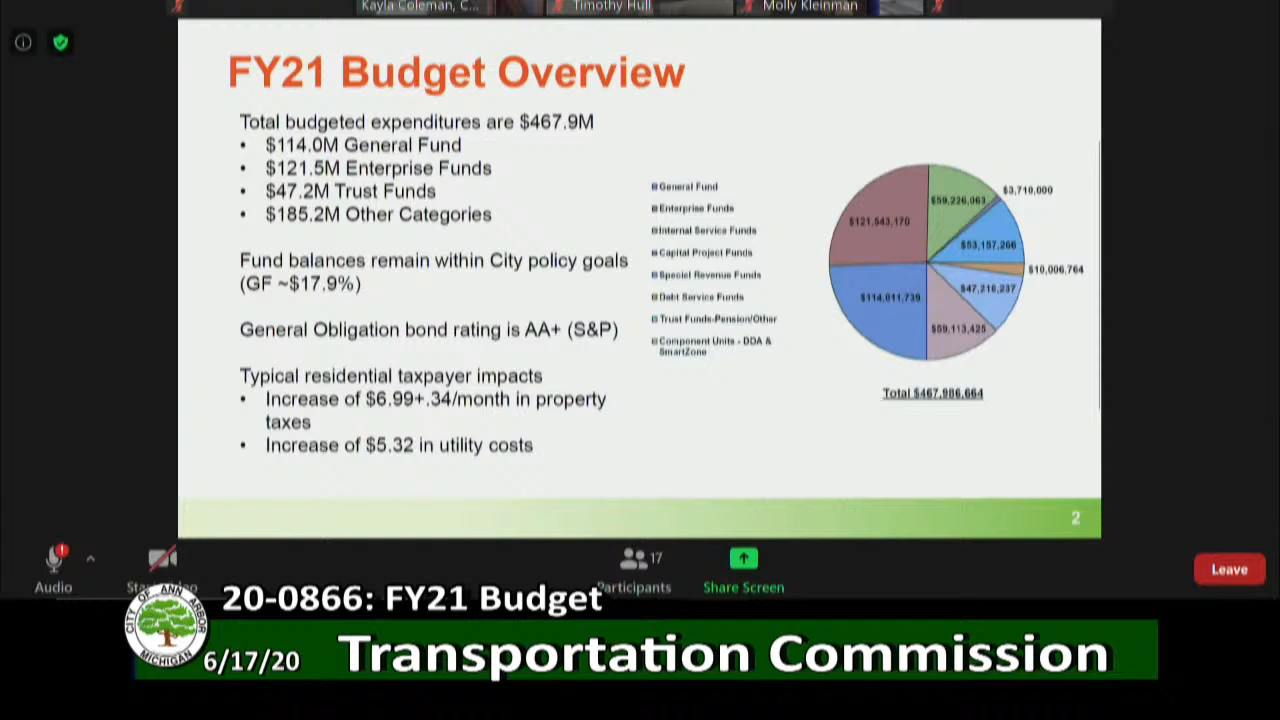 Kayla Coleman, C...
Timothy Hull
Molly Kleinman
FY21 Budget Overview
Total budgeted expenditures are $467.9M
• $114.0M General Fund
• $121.5M Enterprise Funds
• $47.2M Trust Funds
• $185.2M Other Categories
Fund balances remain within City policy goals
(GF ~$17.9%)
General Obligation bond rating is AA+ (S&P)
Typical residential taxpayer impacts
• Increase of $6.99+.34/month in property
taxes
• Increase of $5.32 in utility costs
General Fund
Enterprise Funds
Internal Service Funds
Capital Project Funds
Special Revenue Funds
Debt Service Funds
Trust Funds-Pension/Other
Component Units - DDA &
SmartZone
$59,226,063
$3,710,000
$121,543,170
$53,157,266
$10,006,764
$47,216,237
$114,011,739
$59,113,425
Total $467,986,664
2
17
Audio
Participants
Share Screen
Leave
20-0866: FY21 Budget
CITY OF ANN ARBOR
MICHIGAN
6/17/20
Transportation Commission